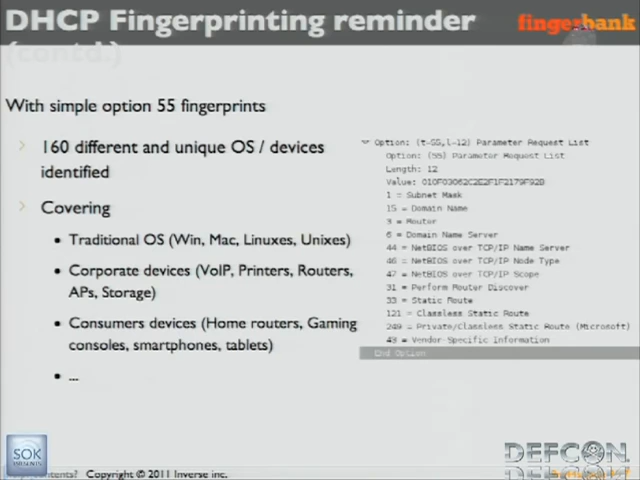 DHCP Fingerprinting reminder
fingerbank
(contd.)
With simple option 55 fingerprints
160 different and unique OS / devices
identified
Covering
• Traditional OS (Win, Mac, Linuxes, Unixes)
• Corporate devices (VoIP, Printers, Routers,
APs, Storage)
• Consumers devices (Home routers, Gaming
consoles, smartphones, tablets)
• ...
Option: (t=55,l=12) Parameter Request List
Option: (55) Parameter Request List
Length: 12
Value: 010F03062C2E2F1F2179F92B
1 = Subnet Mask
15 = Domain Name
3 = Router
6 = Domain Name Server
44 = NetBIOS over TCP/IP Name Server
46 = NetBIOS over TCP/IP Node Type
47 = NetBIOS over TCP/IP Scope
31 = Perform Router Discover
33 = Static Route
121 = Classless Static Route
249 = Private/Classless Static Route (Microsoft)
43 = Vendor-Specific Information
End Option
SOK
PRESENTS
Copyright © 2011 Inverse inc.
DEFCON